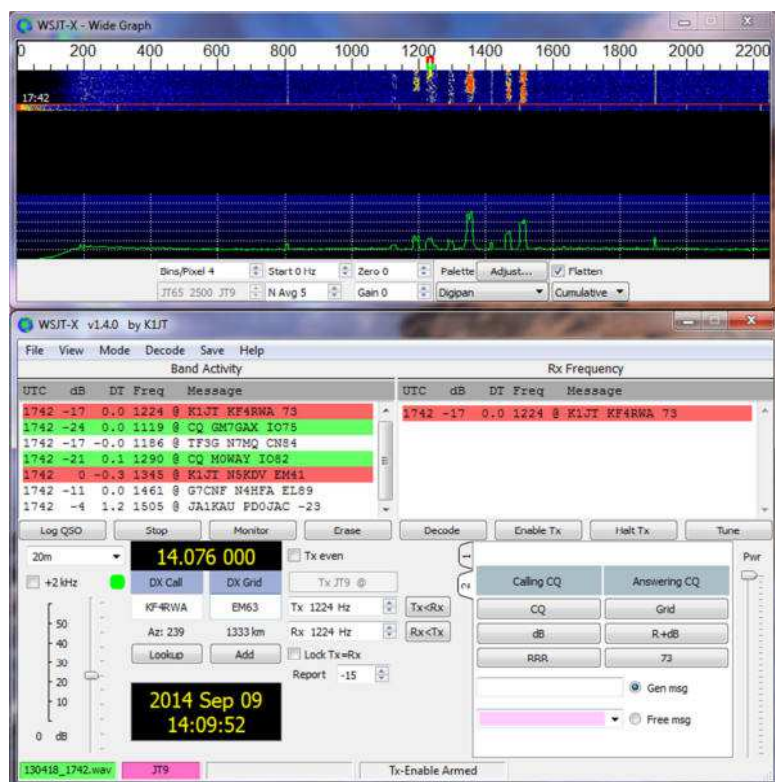 WSJT-X - Wide Graph
0 200 400 600 800 1000 1200 1400 1600 1800 2000 2200
17:42
Bins/Pixel 4 Start 0 Hz Zero 0 Palette Adjust... Flatten
JT65 2500 JT9 N Avg 5 Gain 0 Digipan Cumulative
WSJT-X v1.4.0 by K1JT
File View Mode Decode Save Help
Band Activity Rx Frequency
UTC dB DT Freq Message UTC dB DT Freq Message
1742 -17 0.0 1224 @ K1JT KF4RWA 73 1742 -17 0.0 1224 @ K1JT KF4RWA 73
1742 -24 0.0 1119 @ CQ GM7GAX IO75
1742 -17 -0.0 1186 @ TF3G N7MQ CN84
1742 -21 0.1 1290 @ CQ M0WAY IO82
1742 0 -0.3 1345 @ K1JT N5KDV EM41
1742 -11 0.0 1461 @ G7CNF N4HFA EL89
1742 -4 1.2 1505 @ JA1KAU PD0JAC -23
Log QSO Stop Monitor Erase Decode Enable Tx Halt Tx Tune
20m 14.076 000 Tx even 1 Pwr
+2 kHz DX Call DX Grid Tx JT9 @ 2 Calling CQ Answering CQ
KF4RWA EM63 Tx 1224 Hz Tx<Rx CQ Grid
50 Az: 239 1333 km Rx 1224 Hz Rx<Tx dB R+dB
40 Lookup Add Lock Tx=Rx RRR 73
30 Report -15
20 Gen msg
10 2014 Sep 09 Free msg
0 dB 14:09:52
130418_1742.wav JT9 Tx-Enable Armed